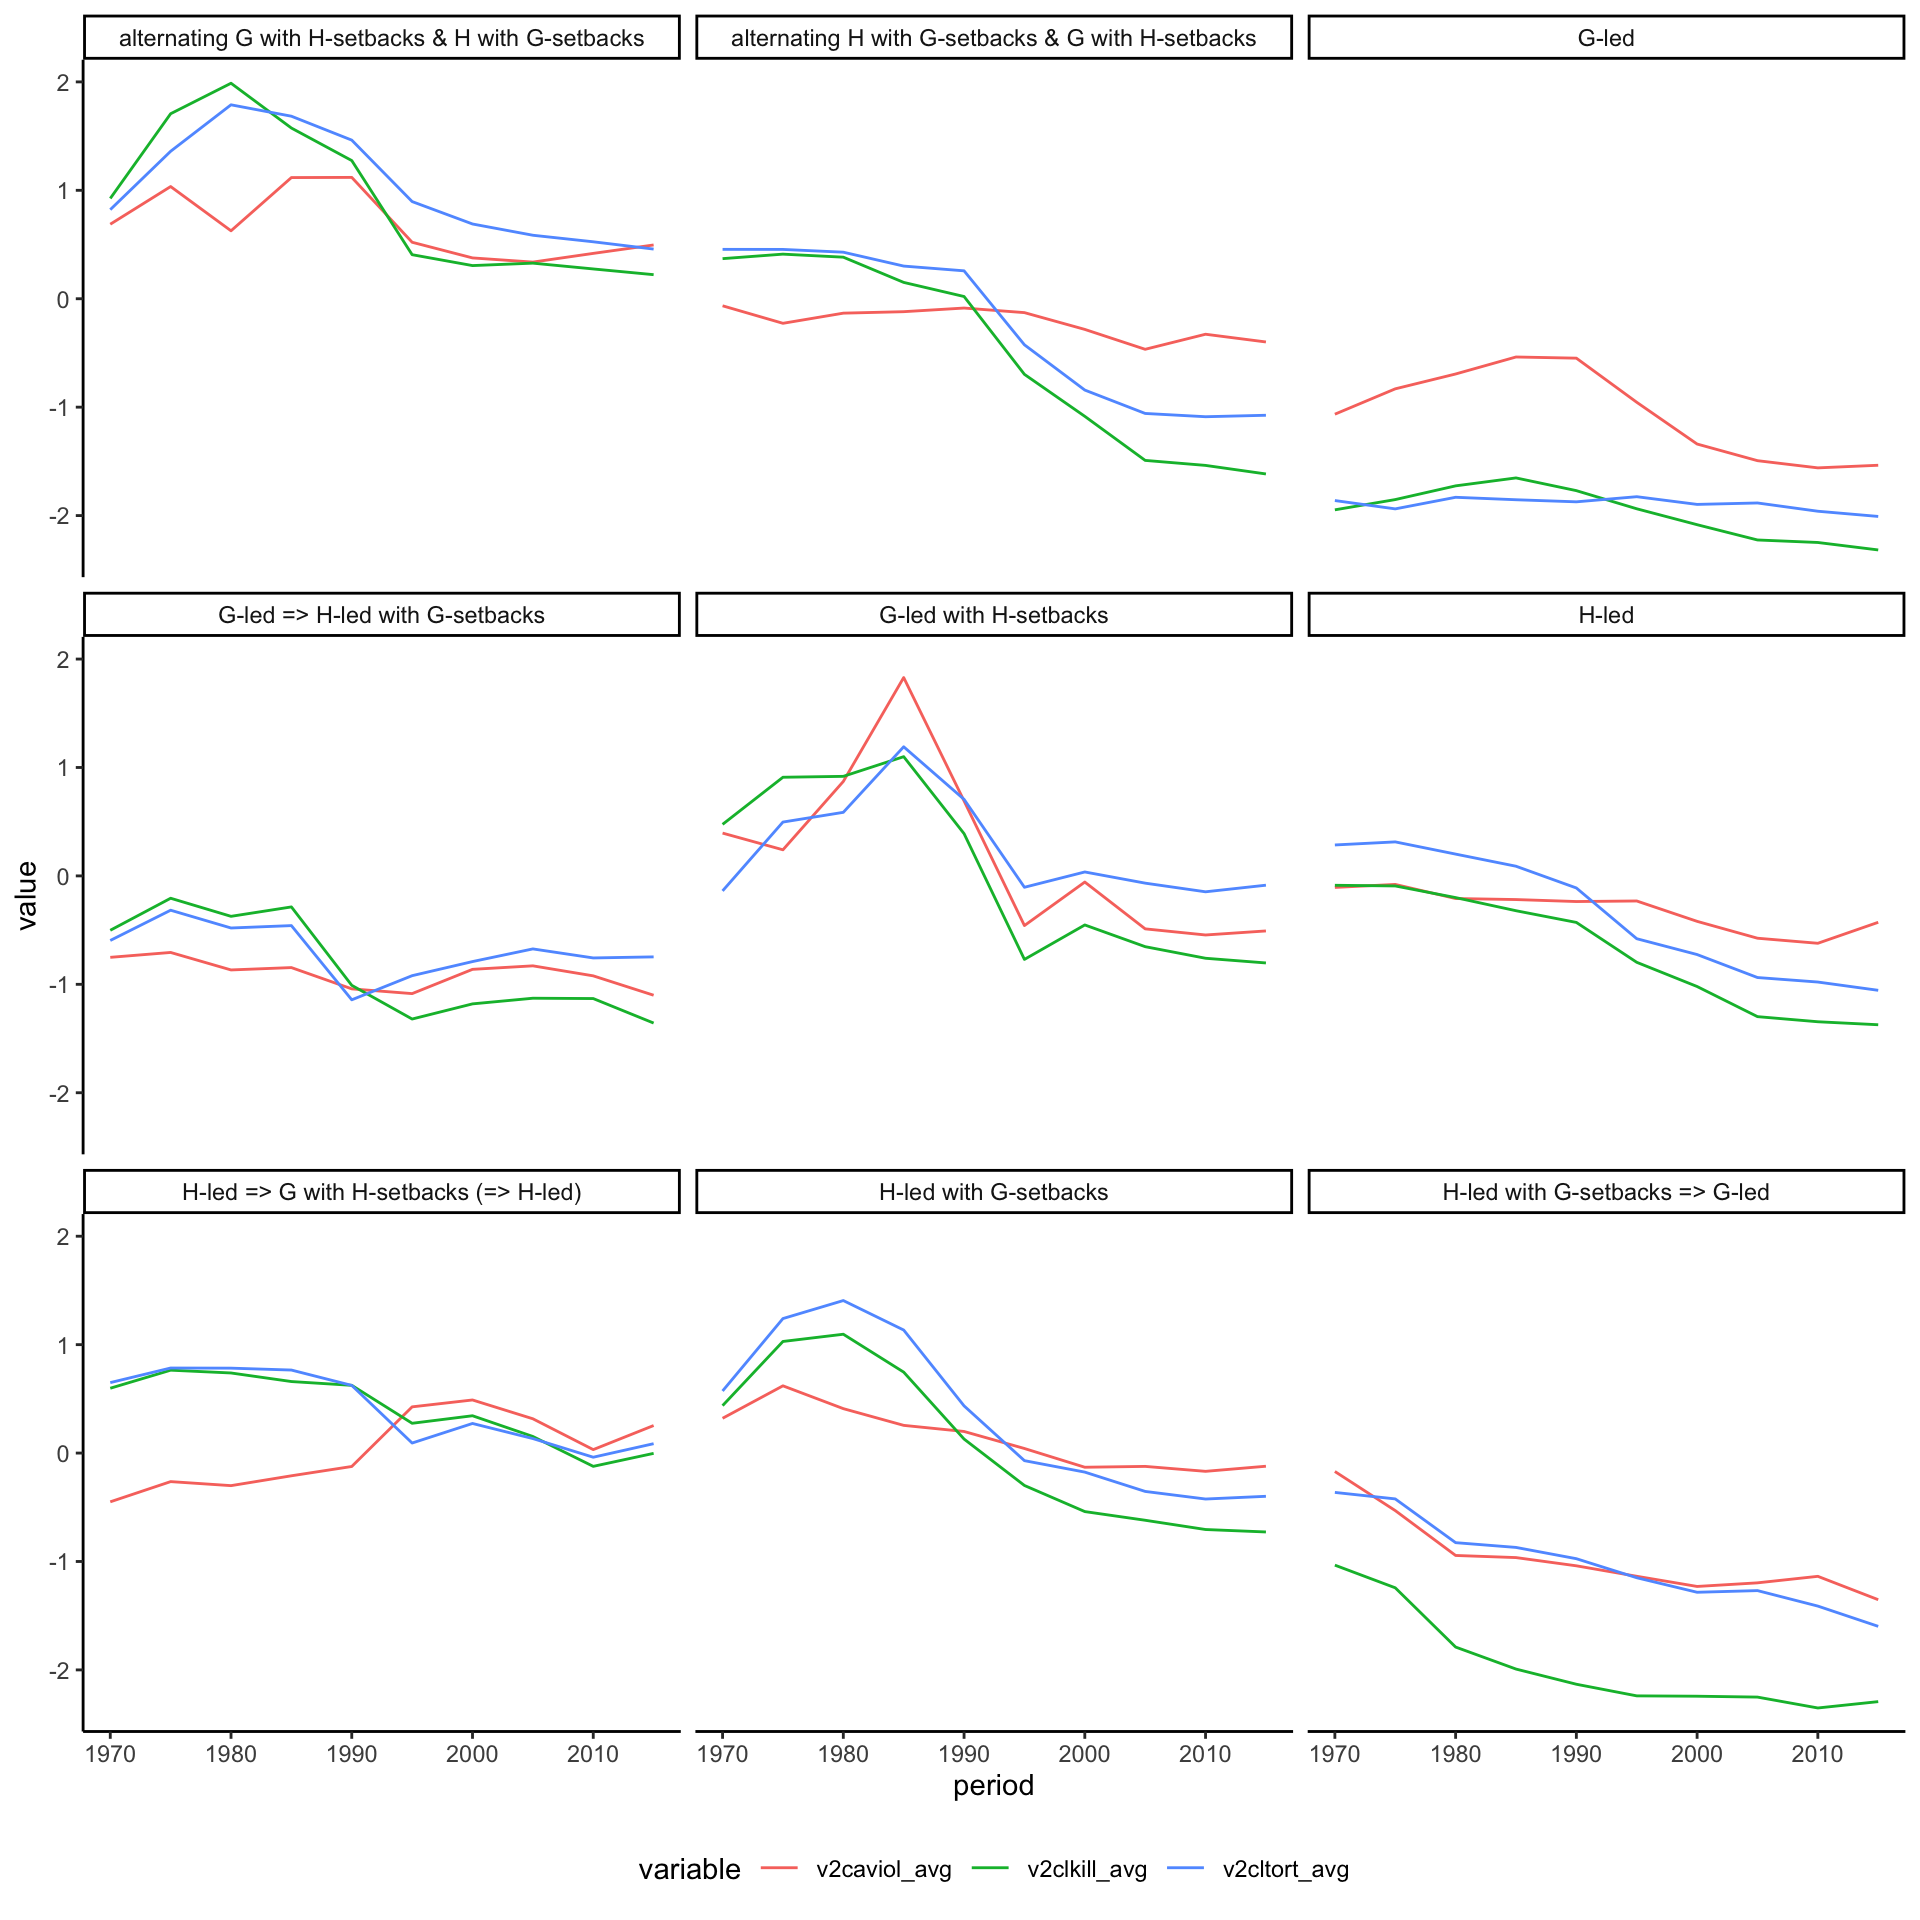 alternating G with H-setbacks & H with G-setbacks
alternating H with G-setbacks & G with H-setbacks
G-led
2
1
0
-1
-2
G-led => H-led with G-setbacks
G-led with H-setbacks
H-led
2
1
0
-1
-2
value
H-led => G with H-setbacks (=> H-led)
H-led with G-setbacks
H-led with G-setbacks => G-led
2
1
0
-1
-2
1970 1980 1990 2000 2010
1970 1980 1990 2000 2010
1970 1980 1990 2000 2010
period
variable v2caviol_avg v2clkill_avg v2cltort_avg